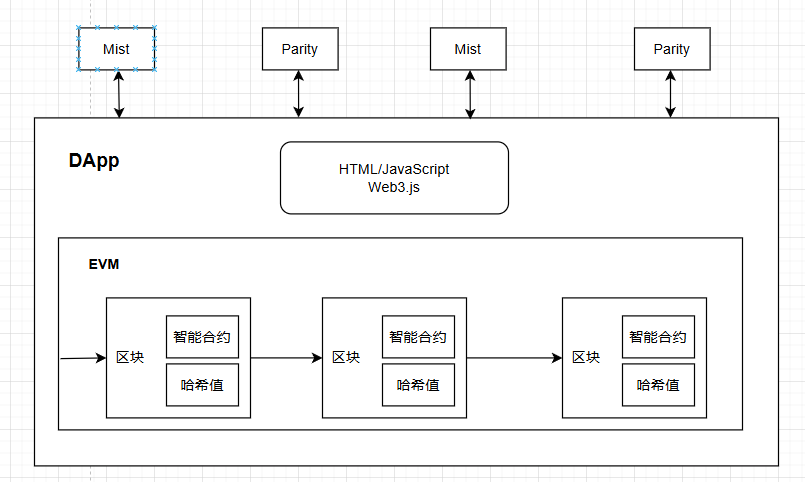 Mist
Parity
Mist
Parity
DApp
HTML/JavaScript
Web3.js
EVM
区块
智能合约
哈希值
区块
智能合约
哈希值
区块
智能合约
哈希值